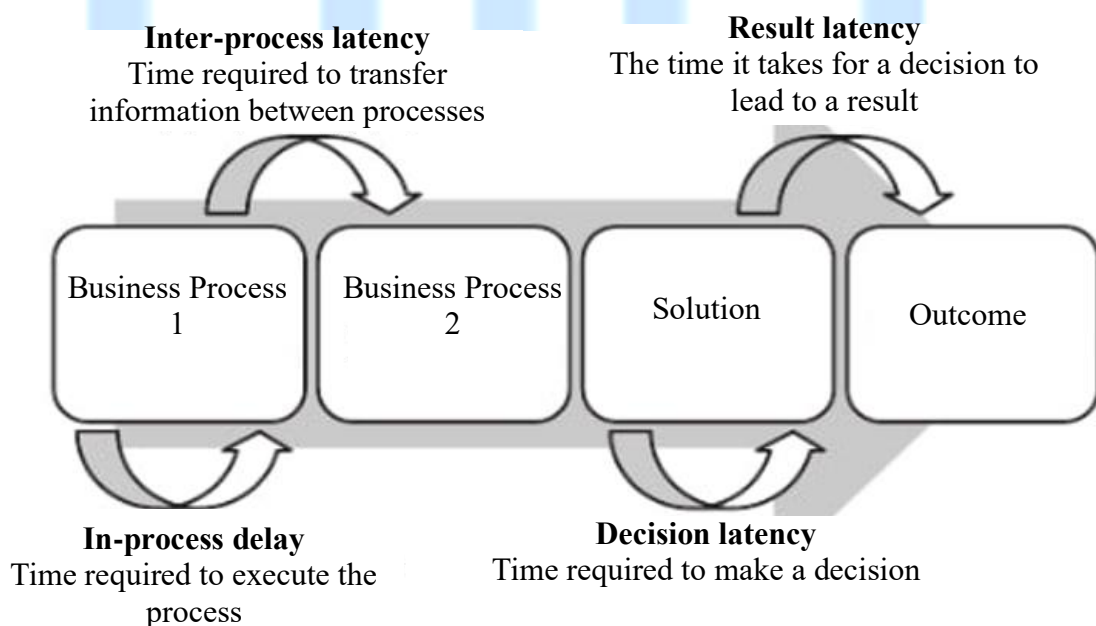 Inter-process latency
Time required to transfer
information between processes
Result latency
The time it takes for a decision to
lead to a result
Business Process
1
Business Process
2
Solution
Outcome
In-process delay
Time required to execute the
process
Decision latency
Time required to make a decision